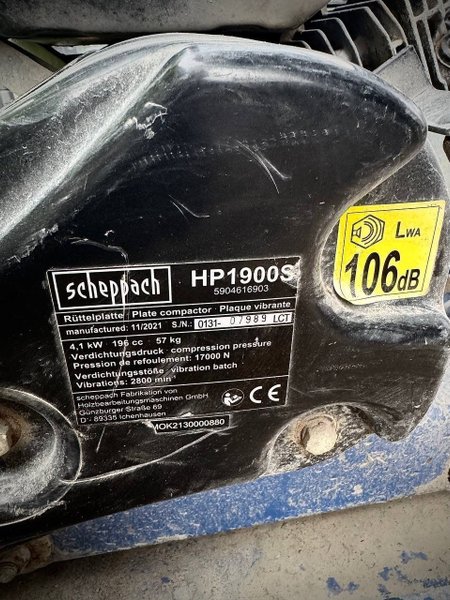 scheppach HP1900S
5904616903
Rüttelplatte / Plate compactor · Plaque vibrante
manufactured: 11/2021 S./N.: 0131- 07989 LCT
4,1 kW 196 cc 57 kg
Verdichtungsdruck · compression pressure
Pression de refoulement: 17000 N
Verdichtungsstöße / vibration batch
Vibrations: 2800 min
scheppach Fabrikation von
Holzbearbeitungsmaschinen GmbH
Günzburger Straße 69
D - 89335 Ichenhausen
CE
MOK2130000880
LWA
106dB